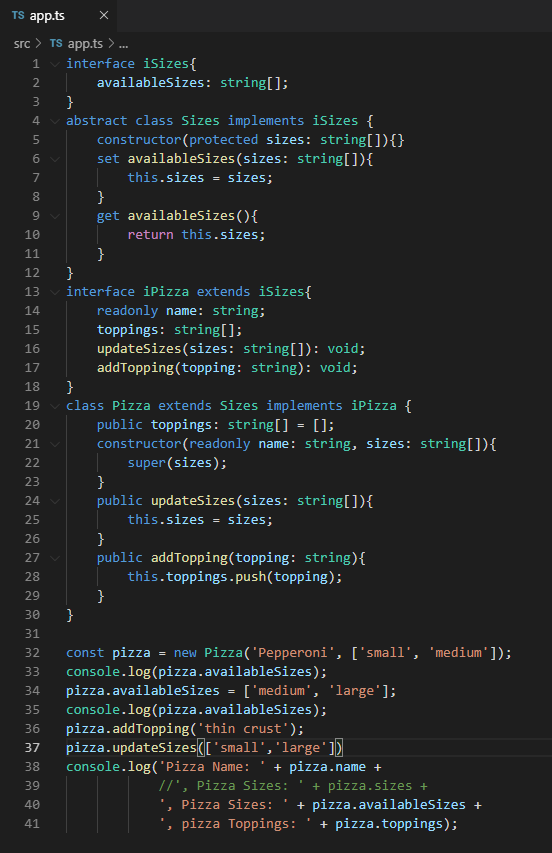 TS app.ts ×
src > TS app.ts > ...
1 interface iSizes{
2     availableSizes: string[];
3 }
4 abstract class Sizes implements iSizes {
5     constructor(protected sizes: string[]){}
6     set availableSizes(sizes: string[]){
7         this.sizes = sizes;
8     }
9     get availableSizes(){
10         return this.sizes;
11     }
12 }
13 interface iPizza extends iSizes{
14     readonly name: string;
15     toppings: string[];
16     updateSizes(sizes: string[]): void;
17     addTopping(topping: string): void;
18 }
19 class Pizza extends Sizes implements iPizza {
20     public toppings: string[] = [];
21     constructor(readonly name: string, sizes: string[]){
22         super(sizes);
23     }
24     public updateSizes(sizes: string[]){
25         this.sizes = sizes;
26     }
27     public addTopping(topping: string){
28         this.toppings.push(topping);
29     }
30 }
31
32 const pizza = new Pizza('Pepperoni', ['small', 'medium']);
33 console.log(pizza.availableSizes);
34 pizza.availableSizes = ['medium', 'large'];
35 console.log(pizza.availableSizes);
36 pizza.addTopping('thin crust');
37 pizza.updateSizes(['small','large'])
38 console.log('Pizza Name: ' + pizza.name +
39             //', Pizza Sizes: ' + pizza.sizes +
40             ', Pizza Sizes: ' + pizza.availableSizes +
41             ', pizza Toppings: ' + pizza.toppings);